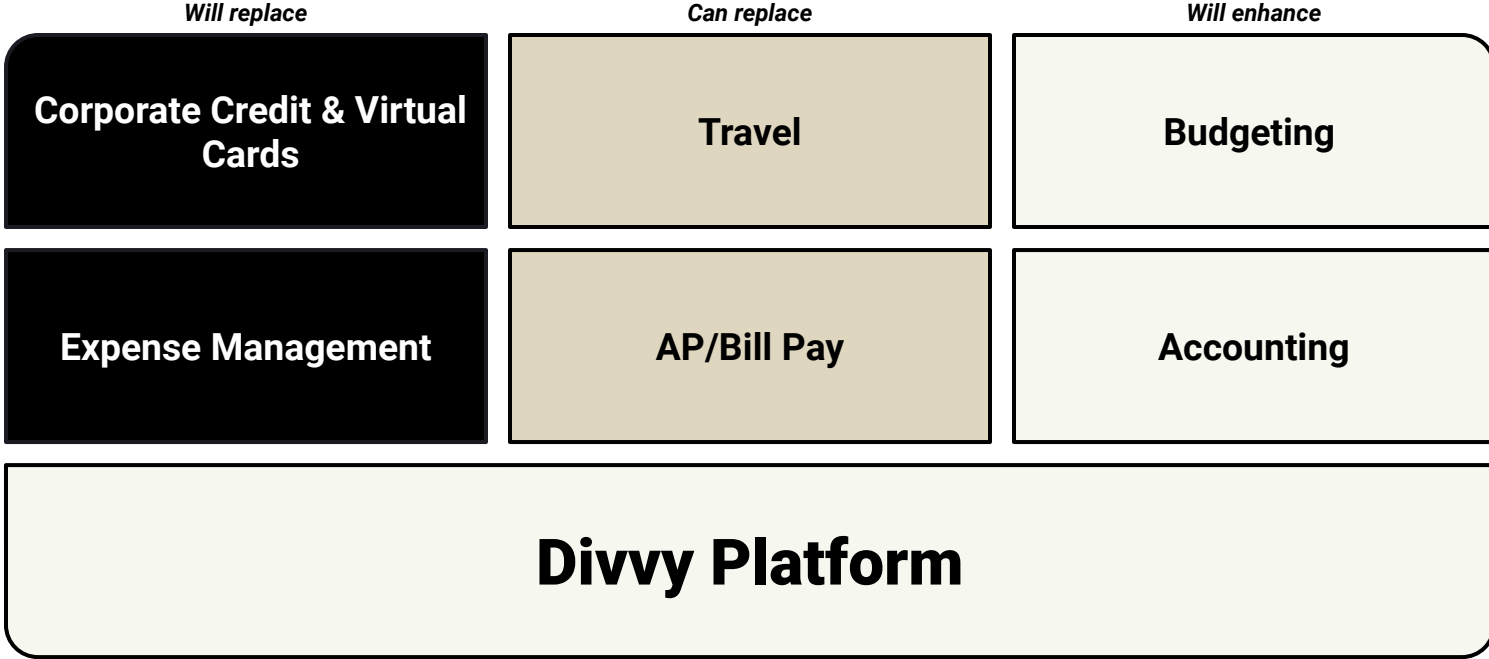 Will replace
Can replace
Will enhance
Corporate Credit & Virtual
Cards
Travel
Budgeting
Expense Management
AP/Bill Pay
Accounting
Divvy Platform